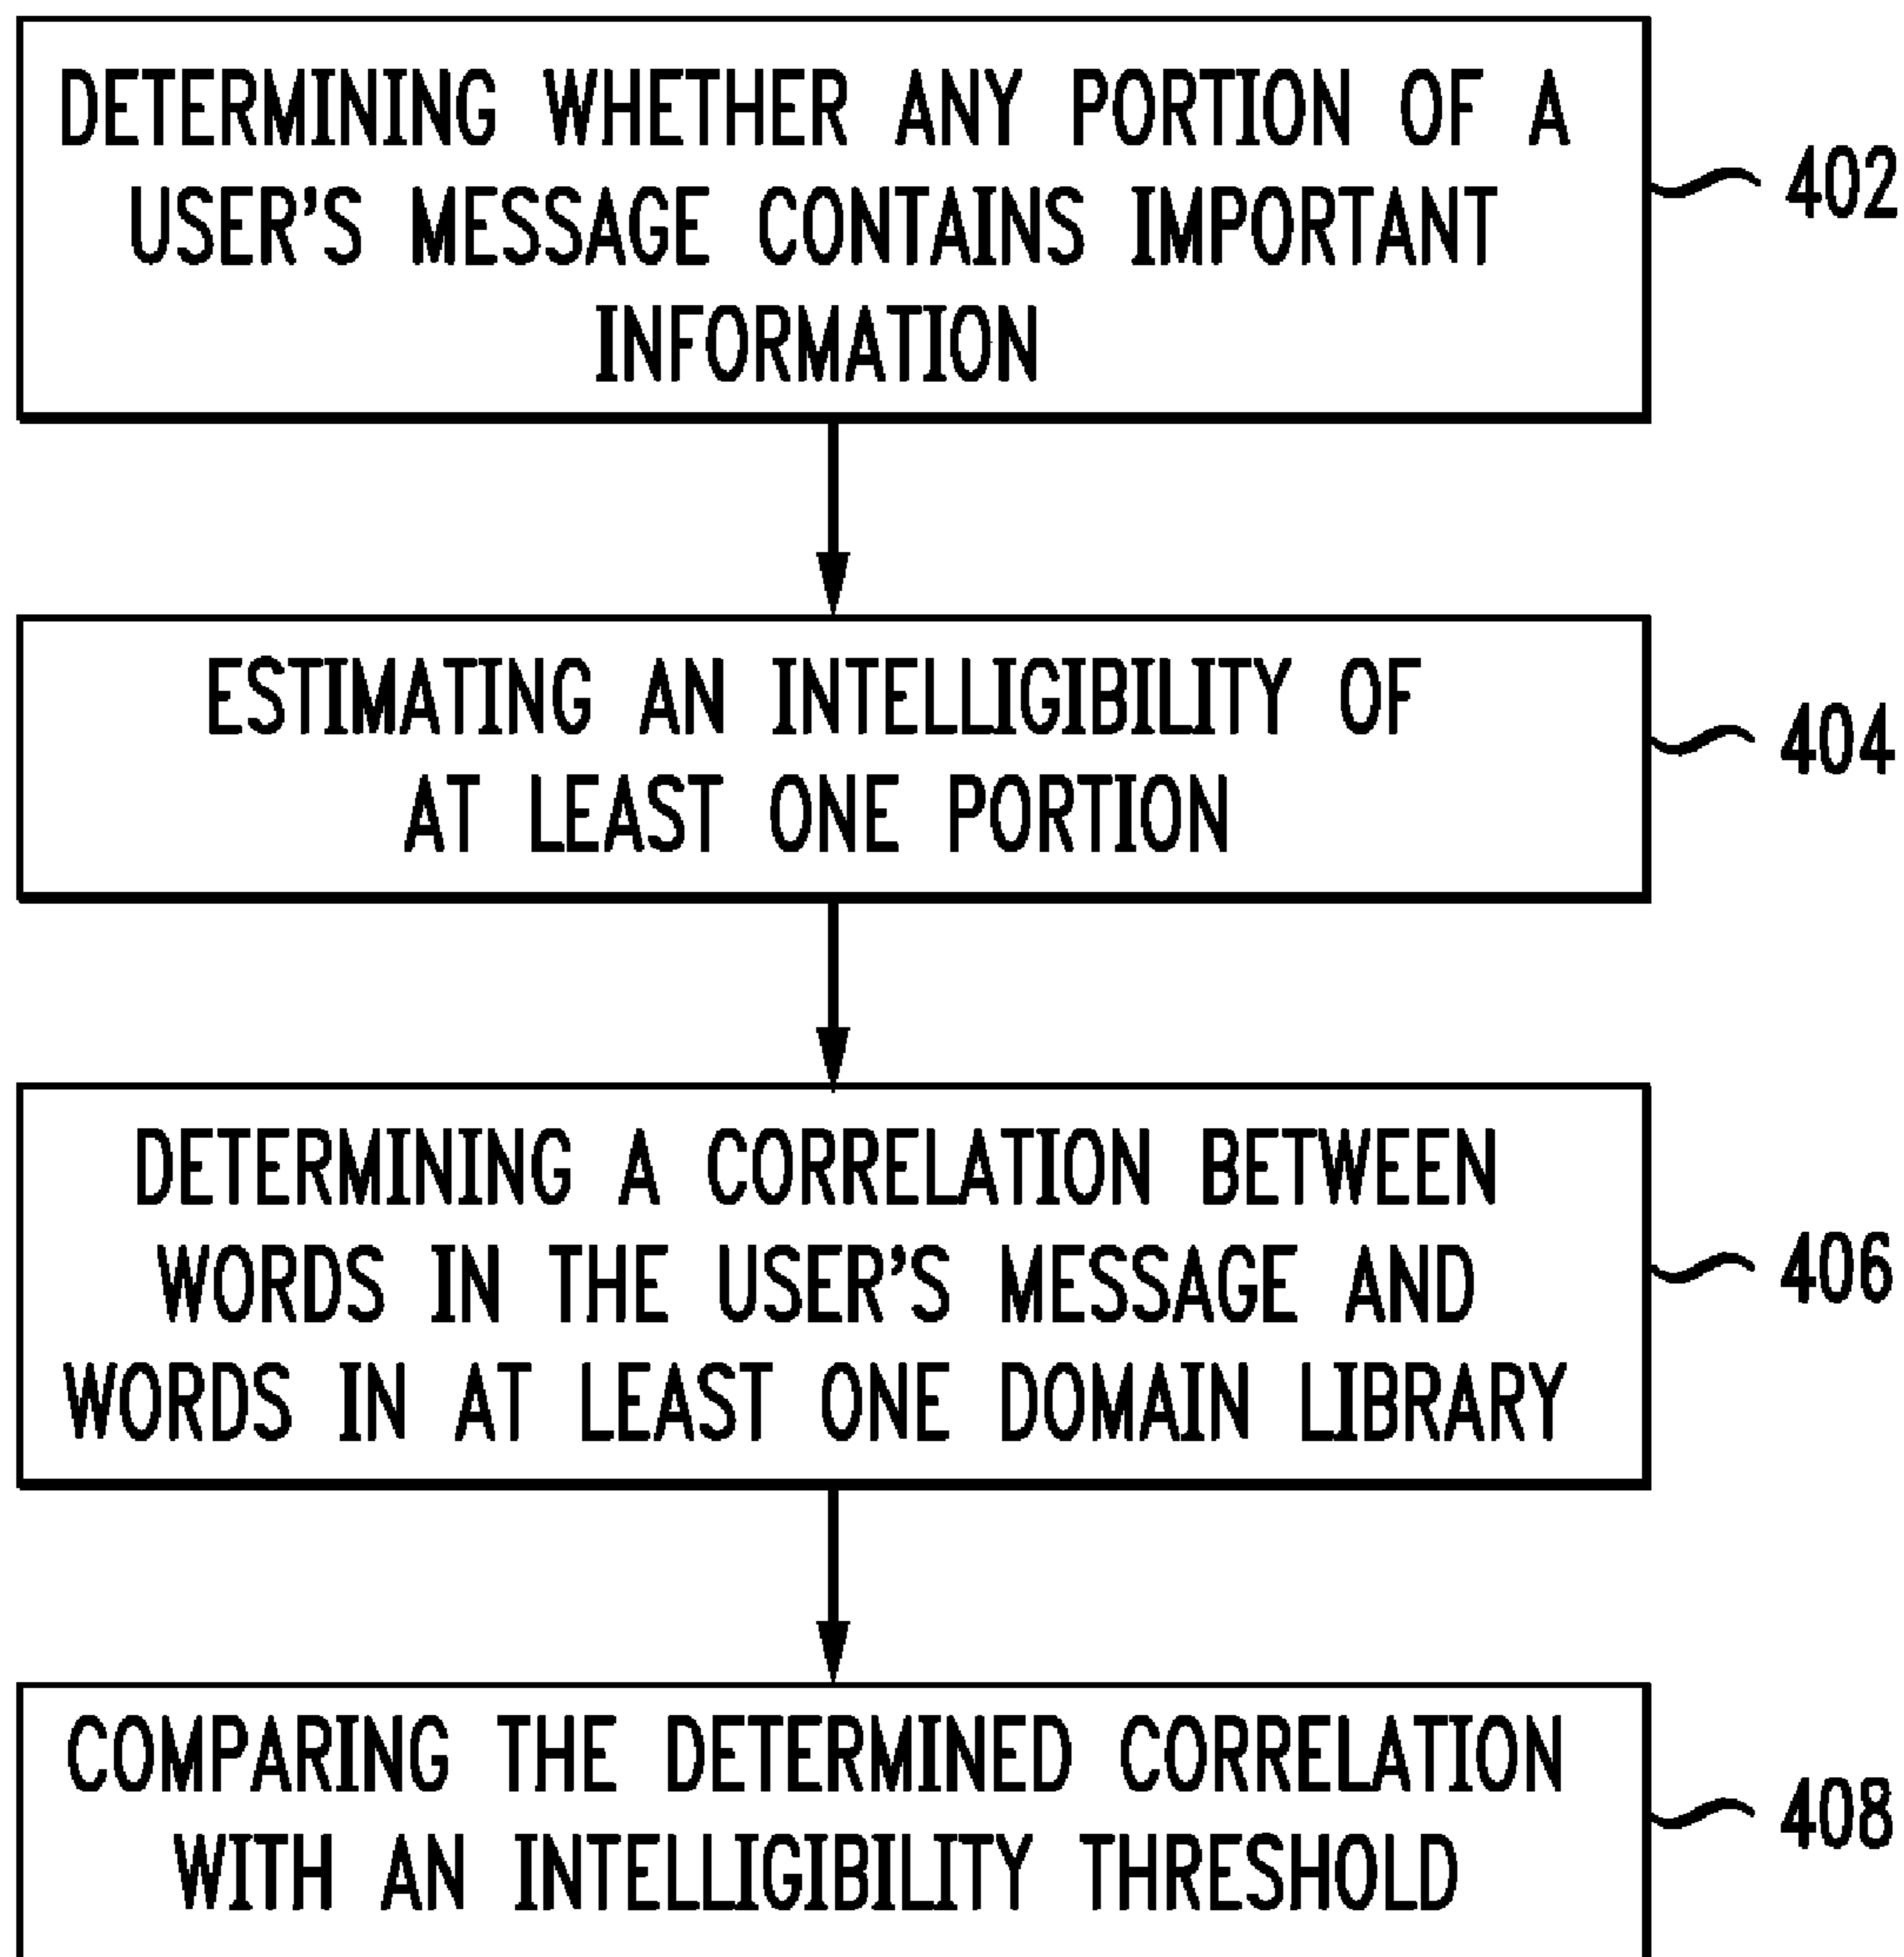 DETERMINING WHETHER ANY PORTION OF A
USER'S MESSAGE CONTAINS IMPORTANT
INFORMATION
402
ESTIMATING AN INTELLIGIBILITY OF
AT LEAST ONE PORTION
404
DETERMINING A CORRELATION BETWEEN
WORDS IN THE USER'S MESSAGE AND
WORDS IN AT LEAST ONE DOMAIN LIBRARY
406
COMPARING THE DETERMINED CORRELATION
WITH AN INTELLIGIBILITY THRESHOLD
408